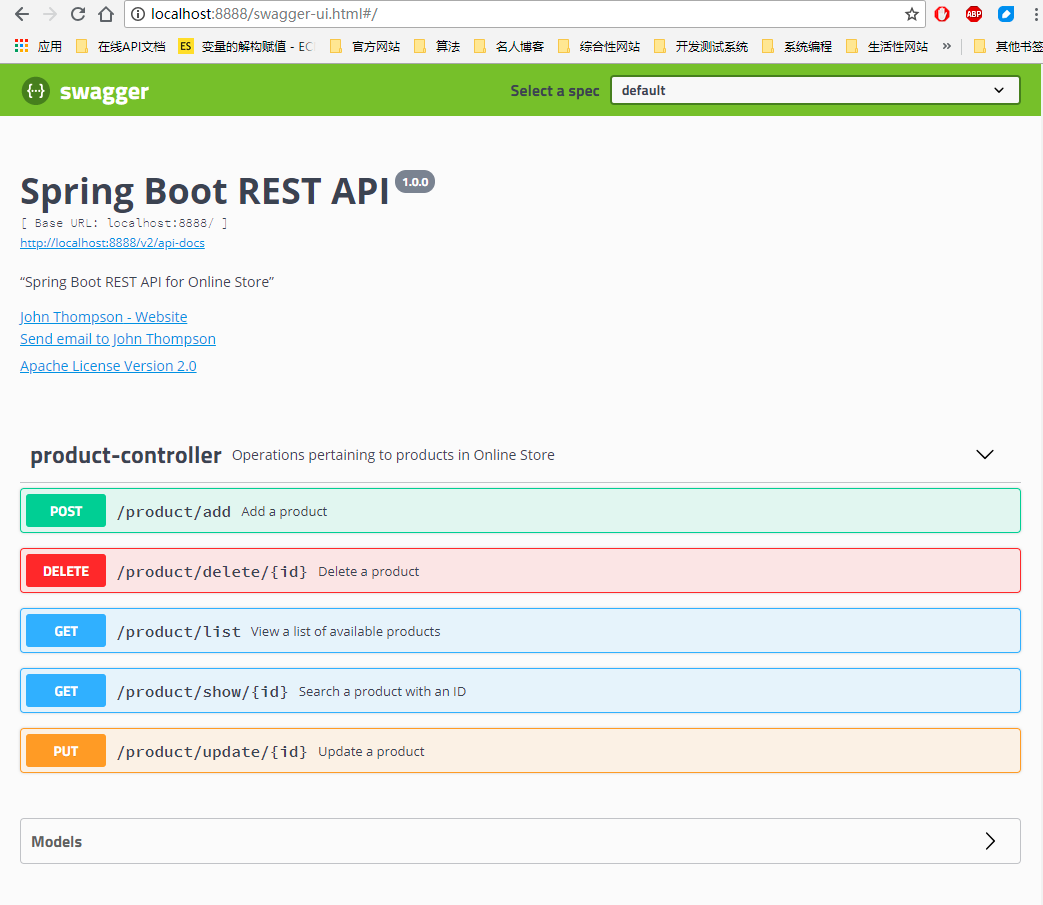 localhost:8888/swagger-ui.html#/
ABP
应用 在线API文档 ES 变量的解构赋值 - EC 官方网站 算法 名人博客 综合性网站 开发测试系统 系统编程 生活性网站 » 其他书签
{··} swagger Select a spec default
Spring Boot REST API 1.0.0
[ Base URL: localhost:8888/ ]
http://localhost:8888/v2/api-docs
“Spring Boot REST API for Online Store”
John Thompson - Website
Send email to John Thompson
Apache License Version 2.0
product-controller Operations pertaining to products in Online Store
POST /product/add Add a product
DELETE /product/delete/{id} Delete a product
GET /product/list View a list of available products
GET /product/show/{id} Search a product with an ID
PUT /product/update/{id} Update a product
Models